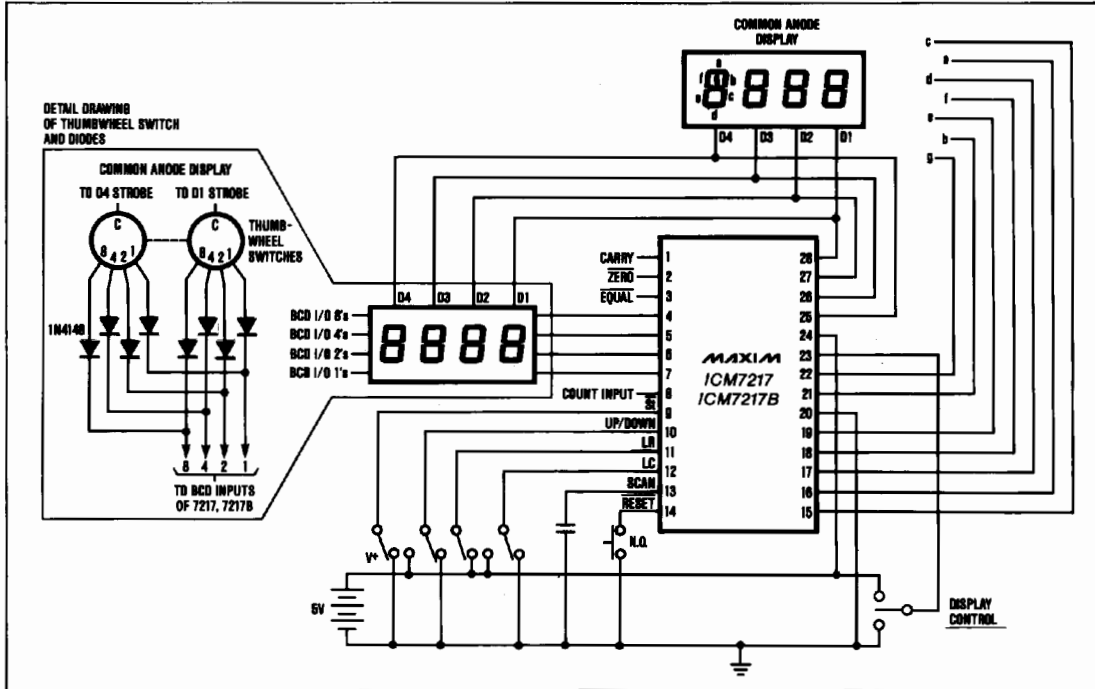 COMMON ANODE
DISPLAY
a
f
b
e
c
d
D4 D3 D2 D1
c
d
f
e
b
g
DETAIL DRAWING
OF THUMBWHEEL SWITCH
AND DIODES
COMMON ANODE DISPLAY
TO D4 STROBE TO D1 STROBE
C C
8 4 2 1 8 4 2 1
THUMB-
WHEEL
SWITCHES
1N4148
8 4 2 1
TO BCD INPUTS
OF 7217, 7217B
D4 D3 D2 D1
BCD I/O 8's
BCD I/O 4's
BCD I/O 2's
BCD I/O 1's
CARRY 1
ZERO 2
EQUAL 3
4
5
6
7
COUNT INPUT 8
9
UP/DOWN 10
LR 11
LC 12
SCAN 13
RESET 14
MAXIM
ICM7217
ICM7217B
28
27
26
25
24
23
22
21
20
19
18
17
16
15
V+
N.O.
5V
DISPLAY
CONTROL